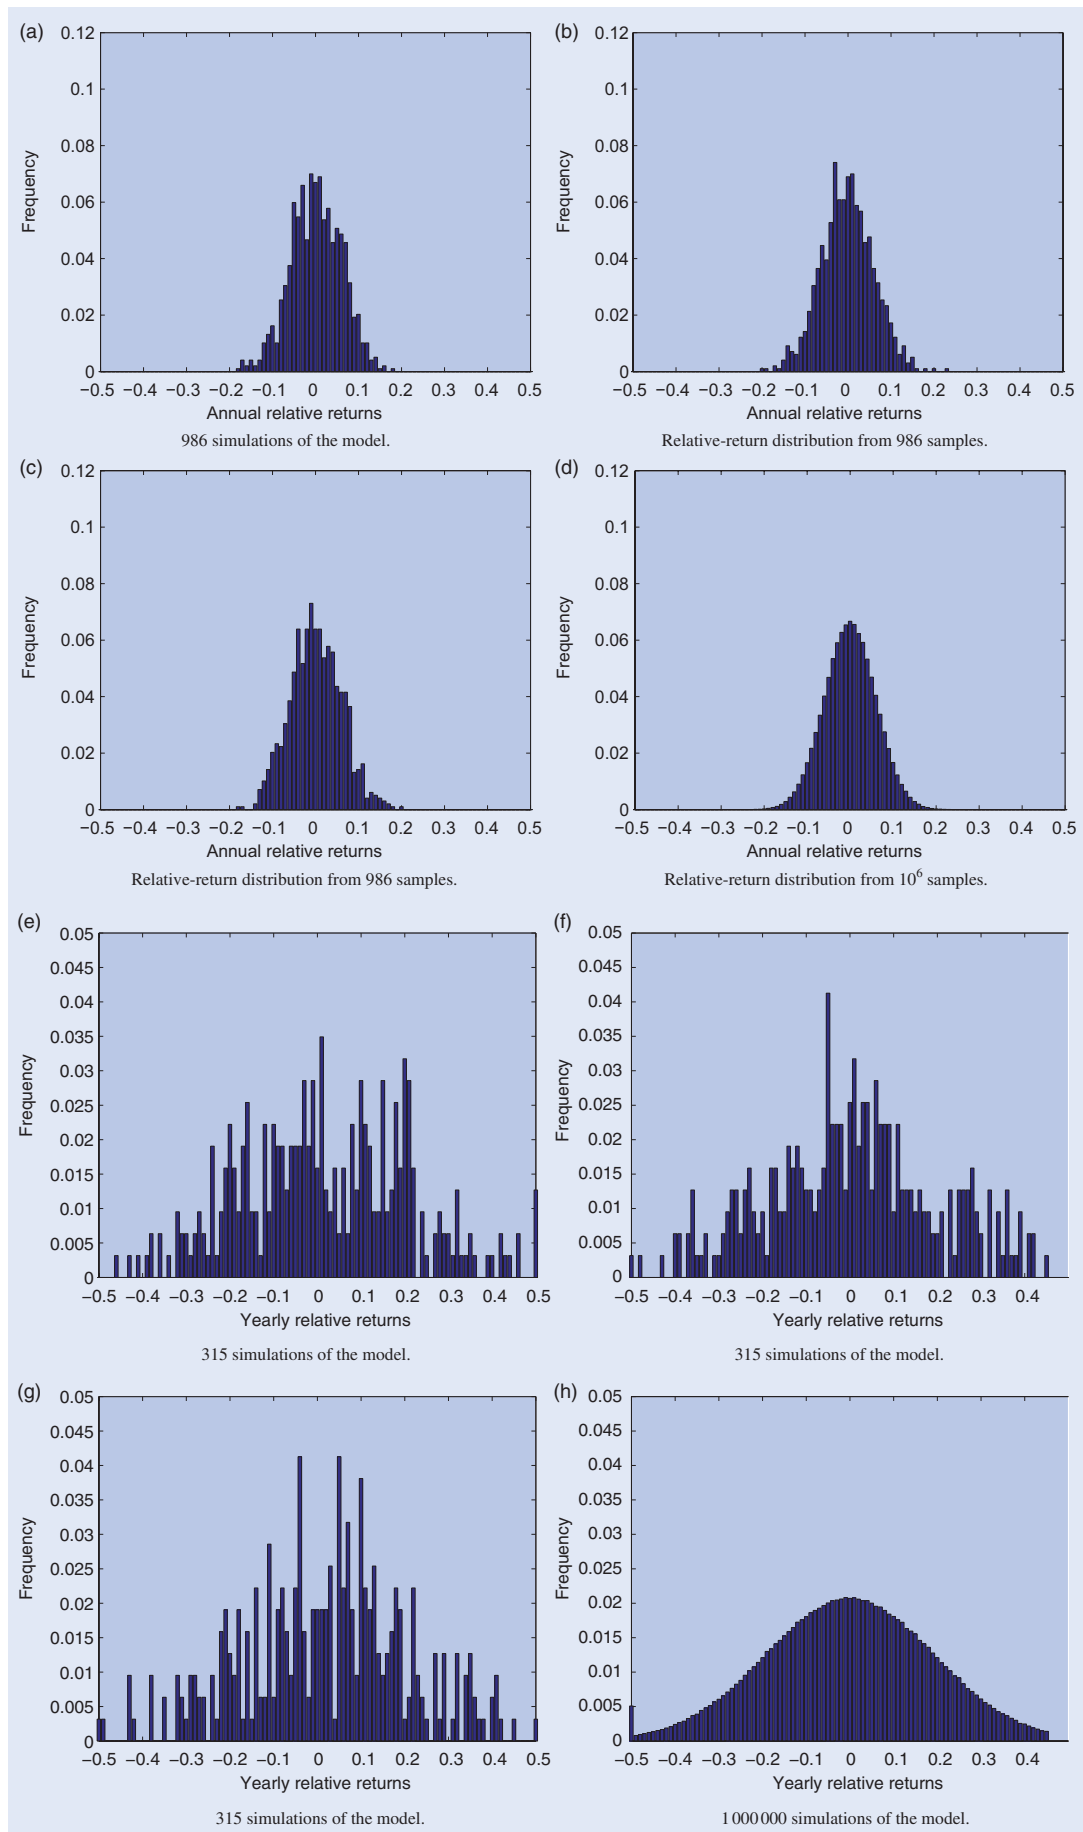 (a)
0.12
0.1
0.08
0.06
0.04
0.02
0
Frequency
−0.5 −0.4 −0.3 −0.2 −0.1 0 0.1 0.2 0.3 0.4 0.5
Annual relative returns
986 simulations of the model.
(b)
0.12
0.1
0.08
0.06
0.04
0.02
0
Frequency
−0.5 −0.4 −0.3 −0.2 −0.1 0 0.1 0.2 0.3 0.4 0.5
Annual relative returns
Relative-return distribution from 986 samples.
(c)
0.12
0.1
0.08
0.06
0.04
0.02
0
Frequency
−0.5 −0.4 −0.3 −0.2 −0.1 0 0.1 0.2 0.3 0.4 0.5
Annual relative returns
Relative-return distribution from 986 samples.
(d)
0.12
0.1
0.08
0.06
0.04
0.02
0
Frequency
−0.5 −0.4 −0.3 −0.2 −0.1 0 0.1 0.2 0.3 0.4 0.5
Annual relative returns
Relative-return distribution from 10⁶ samples.
(e)
0.05
0.045
0.04
0.035
0.03
0.025
0.02
0.015
0.01
0.005
0
Frequency
−0.5 −0.4 −0.3 −0.2 −0.1 0 0.1 0.2 0.3 0.4 0.5
Yearly relative returns
315 simulations of the model.
(f)
0.05
0.045
0.04
0.035
0.03
0.025
0.02
0.015
0.01
0.005
0
Frequency
−0.5 −0.4 −0.3 −0.2 −0.1 0 0.1 0.2 0.3 0.4
Yearly relative returns
315 simulations of the model.
(g)
0.05
0.045
0.04
0.035
0.03
0.025
0.02
0.015
0.01
0.005
0
Frequency
−0.5 −0.4 −0.3 −0.2 −0.1 0 0.1 0.2 0.3 0.4 0.5
Yearly relative returns
315 simulations of the model.
(h)
0.05
0.045
0.04
0.035
0.03
0.025
0.02
0.015
0.01
0.005
0
Frequency
−0.5 −0.4 −0.3 −0.2 −0.1 0 0.1 0.2 0.3 0.4
Yearly relative returns
1 000 000 simulations of the model.